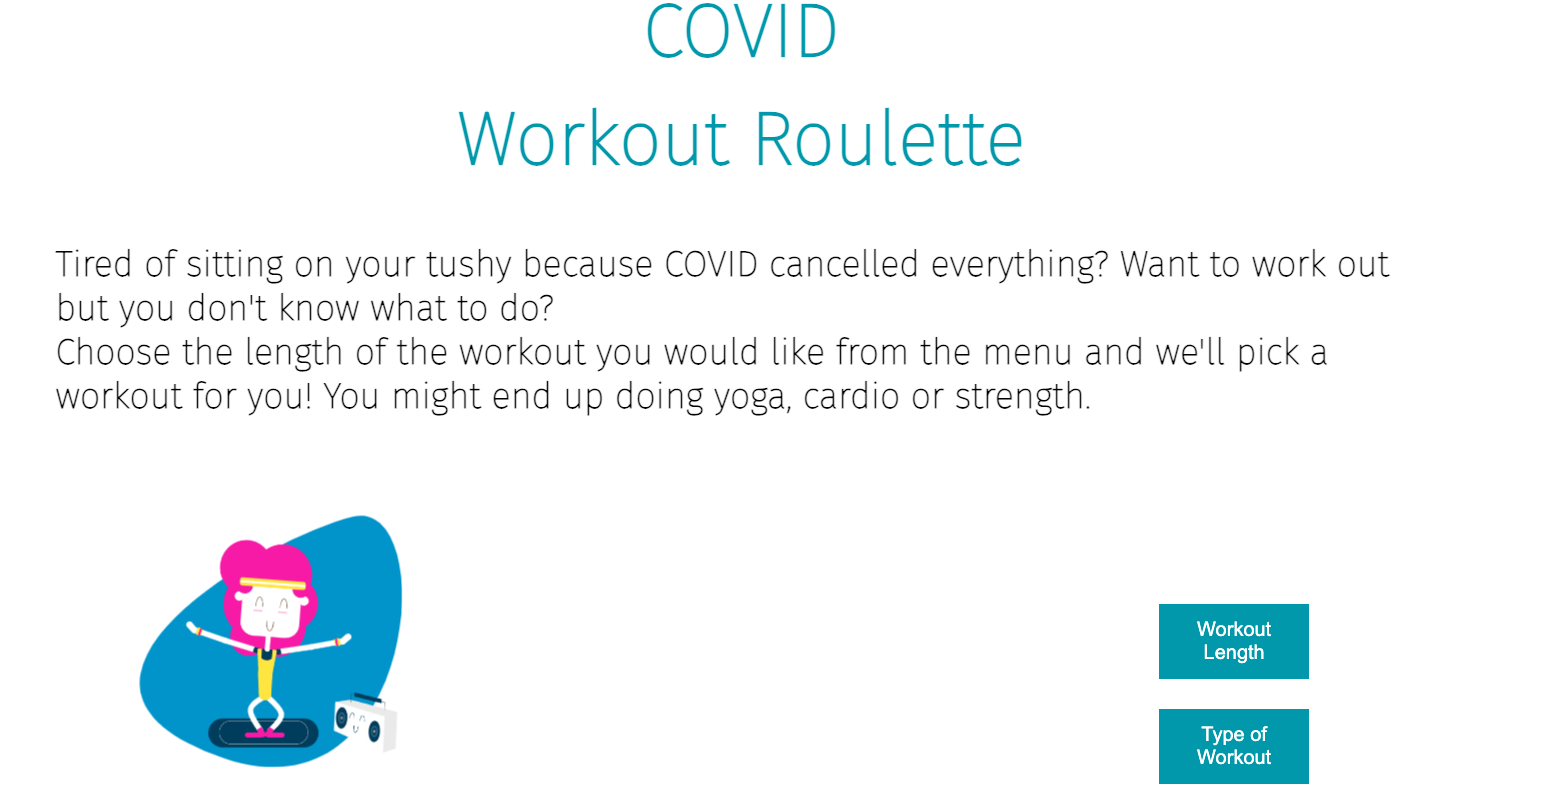 COVID
Workout Roulette
Tired of sitting on your tushy because COVID cancelled everything? Want to work out
but you don't know what to do?
Choose the length of the workout you would like from the menu and we'll pick a
workout for you! You might end up doing yoga, cardio or strength.
Workout
Length
Type of
Workout